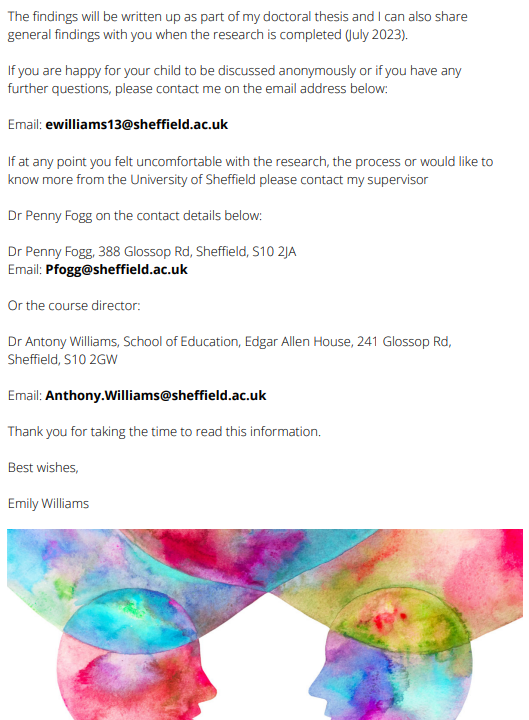 The findings will be written up as part of my doctoral thesis and I can also share
general findings with you when the research is completed (July 2023).
If you are happy for your child to be discussed anonymously or if you have any
further questions, please contact me on the email address below:
Email: ewilliams13@sheffield.ac.uk
If at any point you felt uncomfortable with the research, the process or would like to
know more from the University of Sheffield please contact my supervisor
Dr Penny Fogg on the contact details below:
Dr Penny Fogg, 388 Glossop Rd, Sheffield, S10 2JA
Email: Pfogg@sheffield.ac.uk
Or the course director:
Dr Antony Williams, School of Education, Edgar Allen House, 241 Glossop Rd,
Sheffield, S10 2GW
Email: Anthony.Williams@sheffield.ac.uk
Thank you for taking the time to read this information.
Best wishes,
Emily Williams